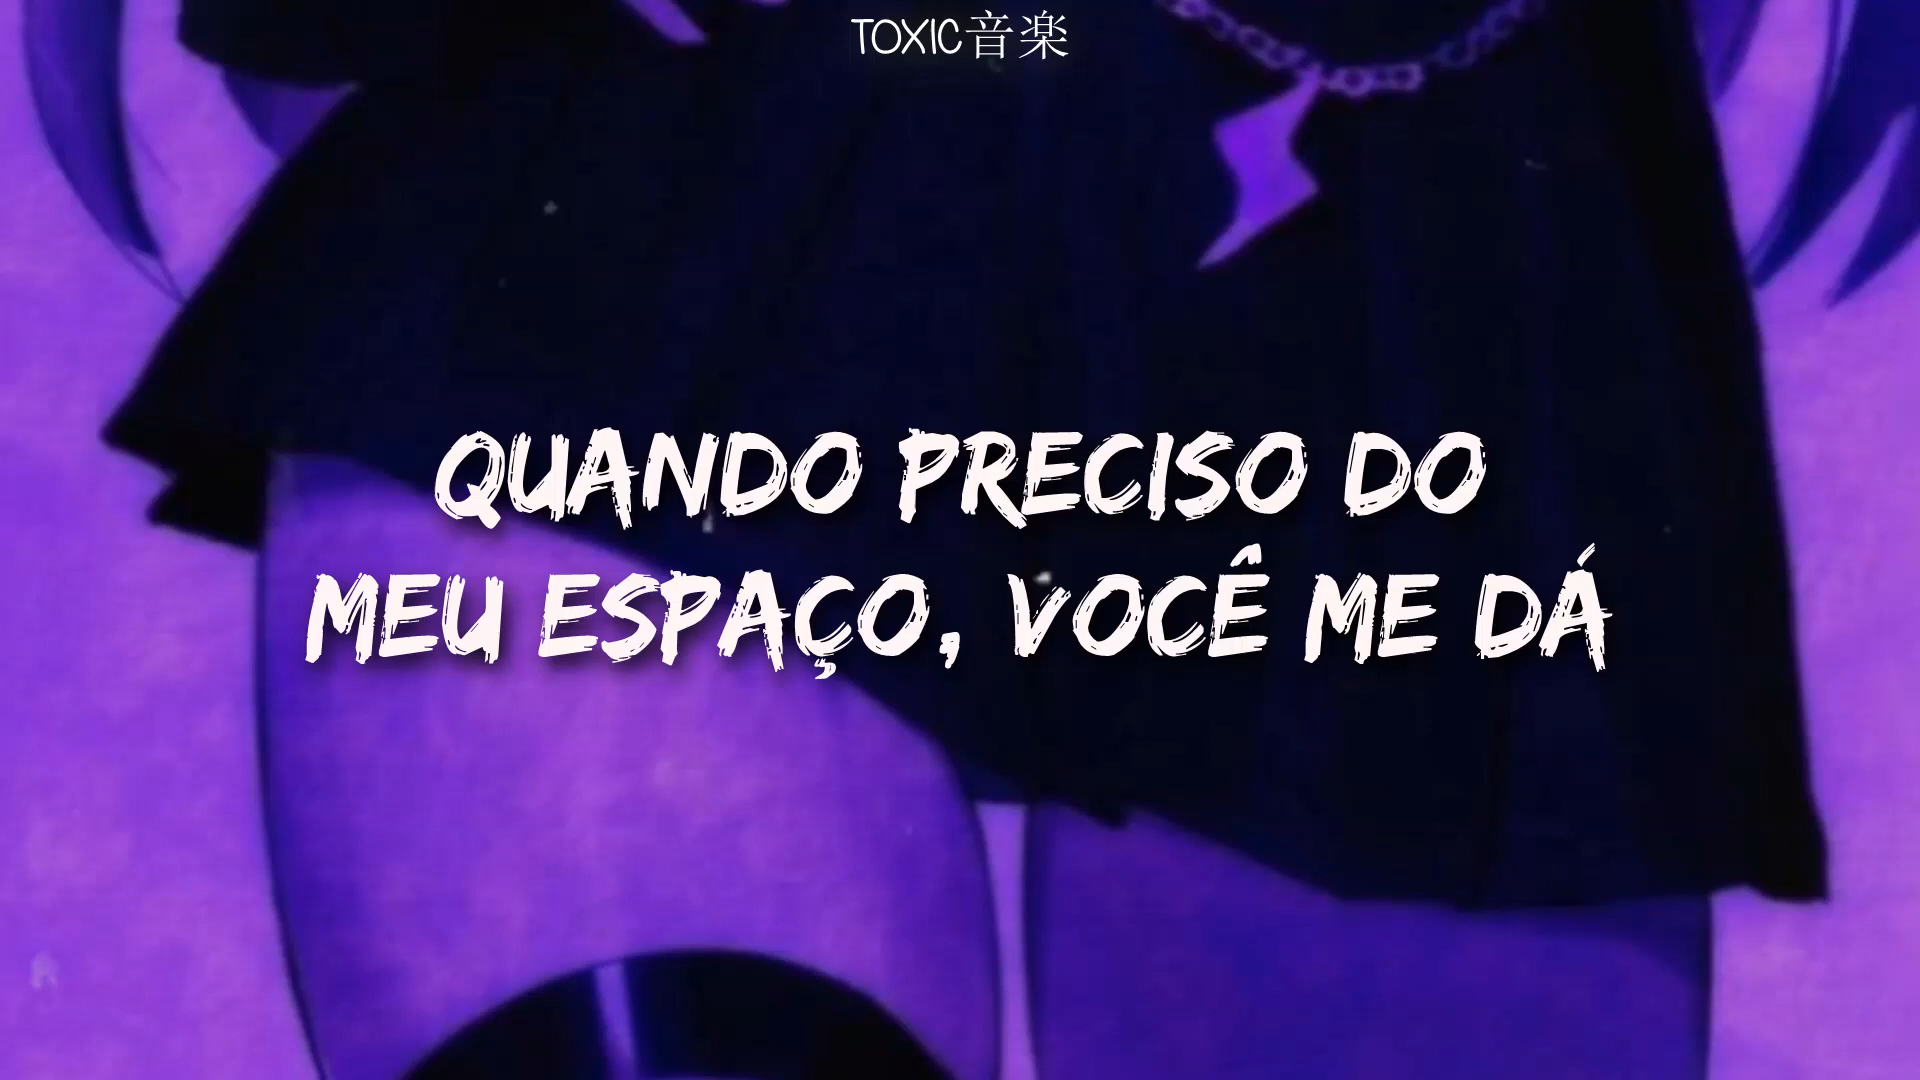 TOXIC音楽
QUANDO PRECISO DO
MEU ESPAÇO, VOCÊ ME DÁ